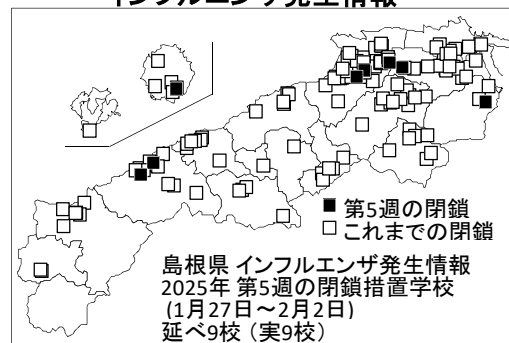 インフルエンザ発生情報
■ 第5週の閉鎖
□ これまでの閉鎖
島根県 インフルエンザ発生情報
2025年 第5週の閉鎖措置学校
(1月27日～2月2日)
延べ9校 (実9校)